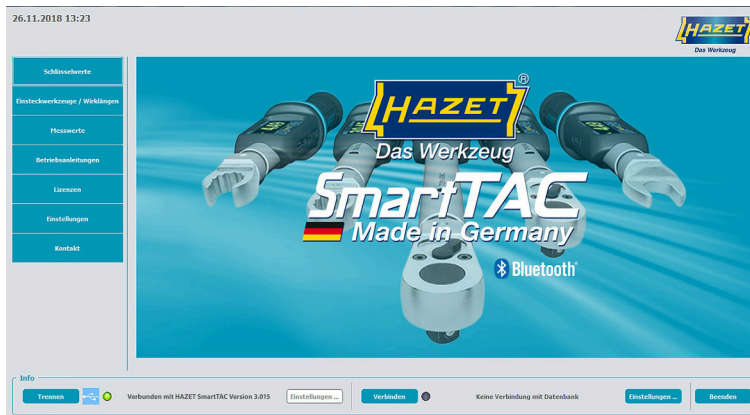 26.11.2018 13:23
HAZET
Das Werkzeug
Schlüsselwerte
Einsteckwerkzeuge / Wirklängen
Messwerte
Betriebsanleitungen
Lizenzen
Einstellungen
Kontakt
HAZET®
Das Werkzeug
SmartTAC
Made in Germany
Bluetooth®
Info
Trennen
Verbunden mit HAZET SmartTAC Version 3.015
Einstellungen ...
Verbinden
Keine Verbindung mit Datenbank
Einstellungen ...
Beenden